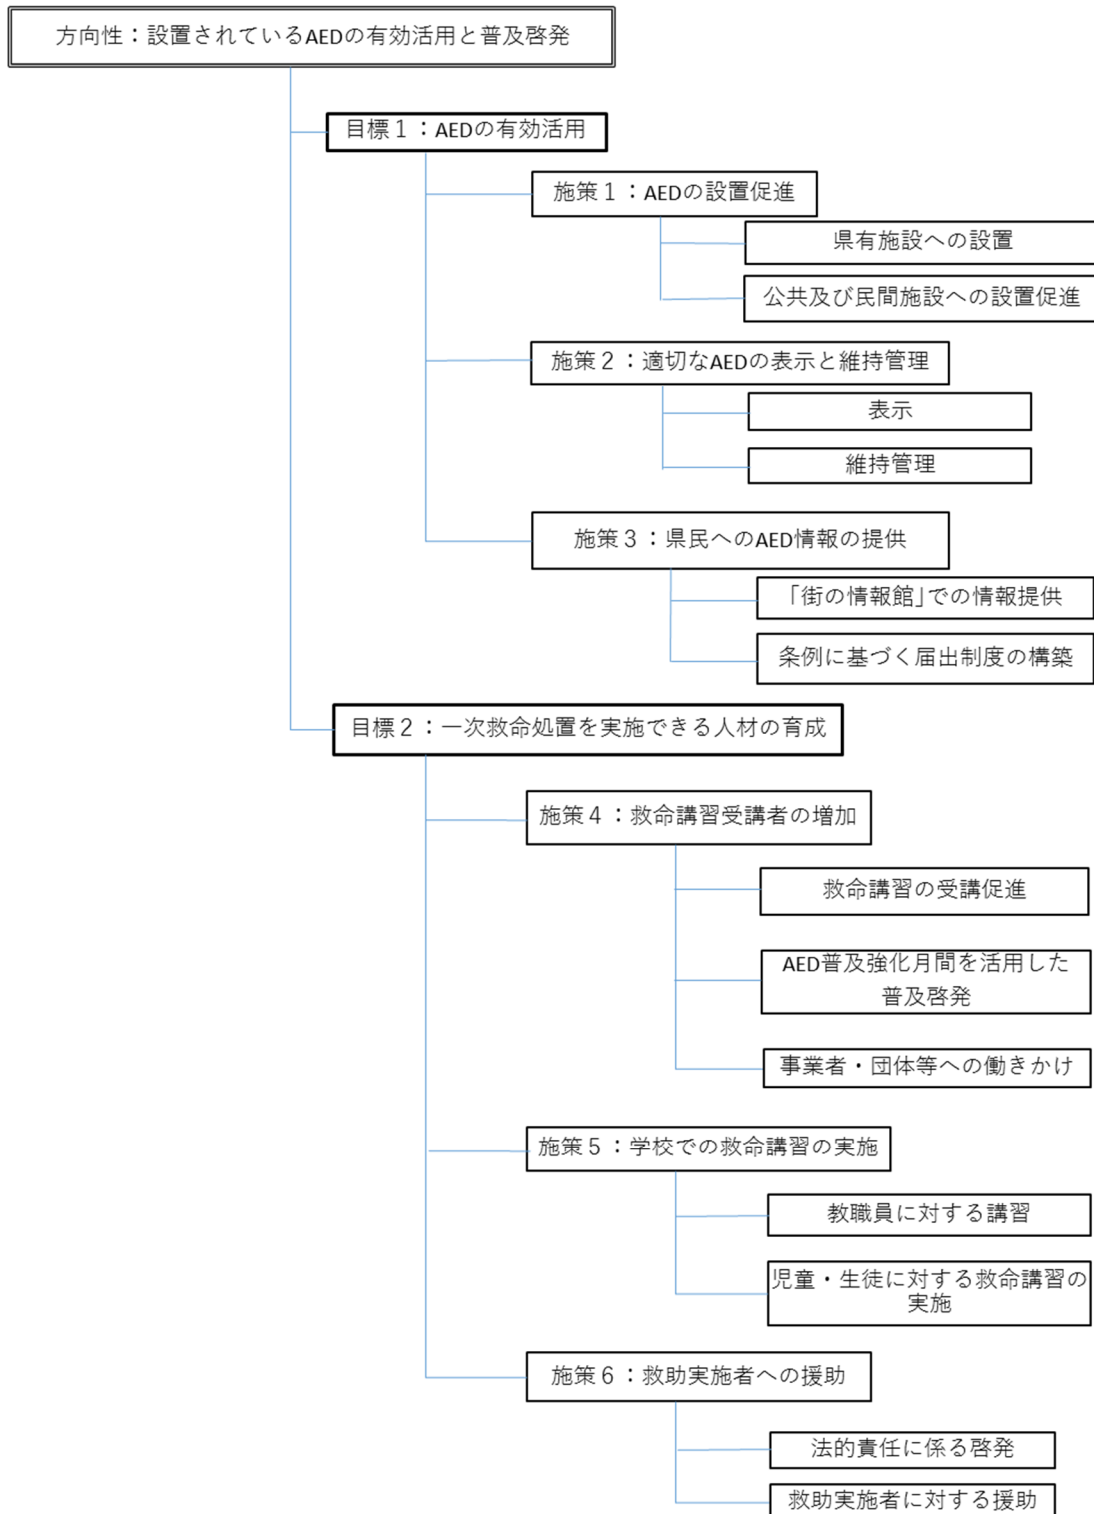 方向性：設置されているAEDの有効活用と普及啓発
目標１：AEDの有効活用
施策１：AEDの設置促進
県有施設への設置
公共及び民間施設への設置促進
施策２：適切なAEDの表示と維持管理
表示
維持管理
施策３：県民へのAED情報の提供
「街の情報館」での情報提供
条例に基づく届出制度の構築
目標２：一次救命処置を実施できる人材の育成
施策４：救命講習受講者の増加
救命講習の受講促進
AED普及強化月間を活用した
普及啓発
事業者・団体等への働きかけ
施策５：学校での救命講習の実施
教職員に対する講習
児童・生徒に対する救命講習の
実施
施策６：救助実施者への援助
法的責任に係る啓発
救助実施者に対する援助